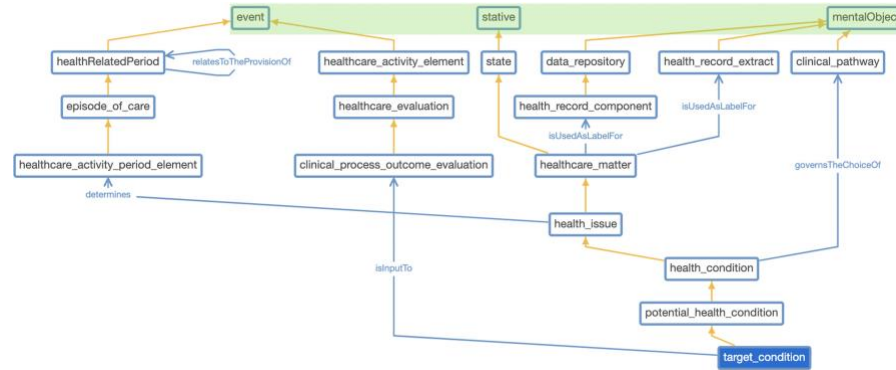 event
stative
mentalObjec
healthRelatedPeriod
relatesToTheProvisionOf
healthcare_activity_element
state
data_repository
health_record_extract
clinical_pathway
episode_of_care
healthcare_evaluation
health_record_component
isUsedAsLabelFor
isUsedAsLabelFor
healthcare_activity_period_element
clinical_process_outcome_evaluation
healthcare_matter
governsTheChoiceOf
determines
health_issue
isInputTo
health_condition
potential_health_condition
target_condition